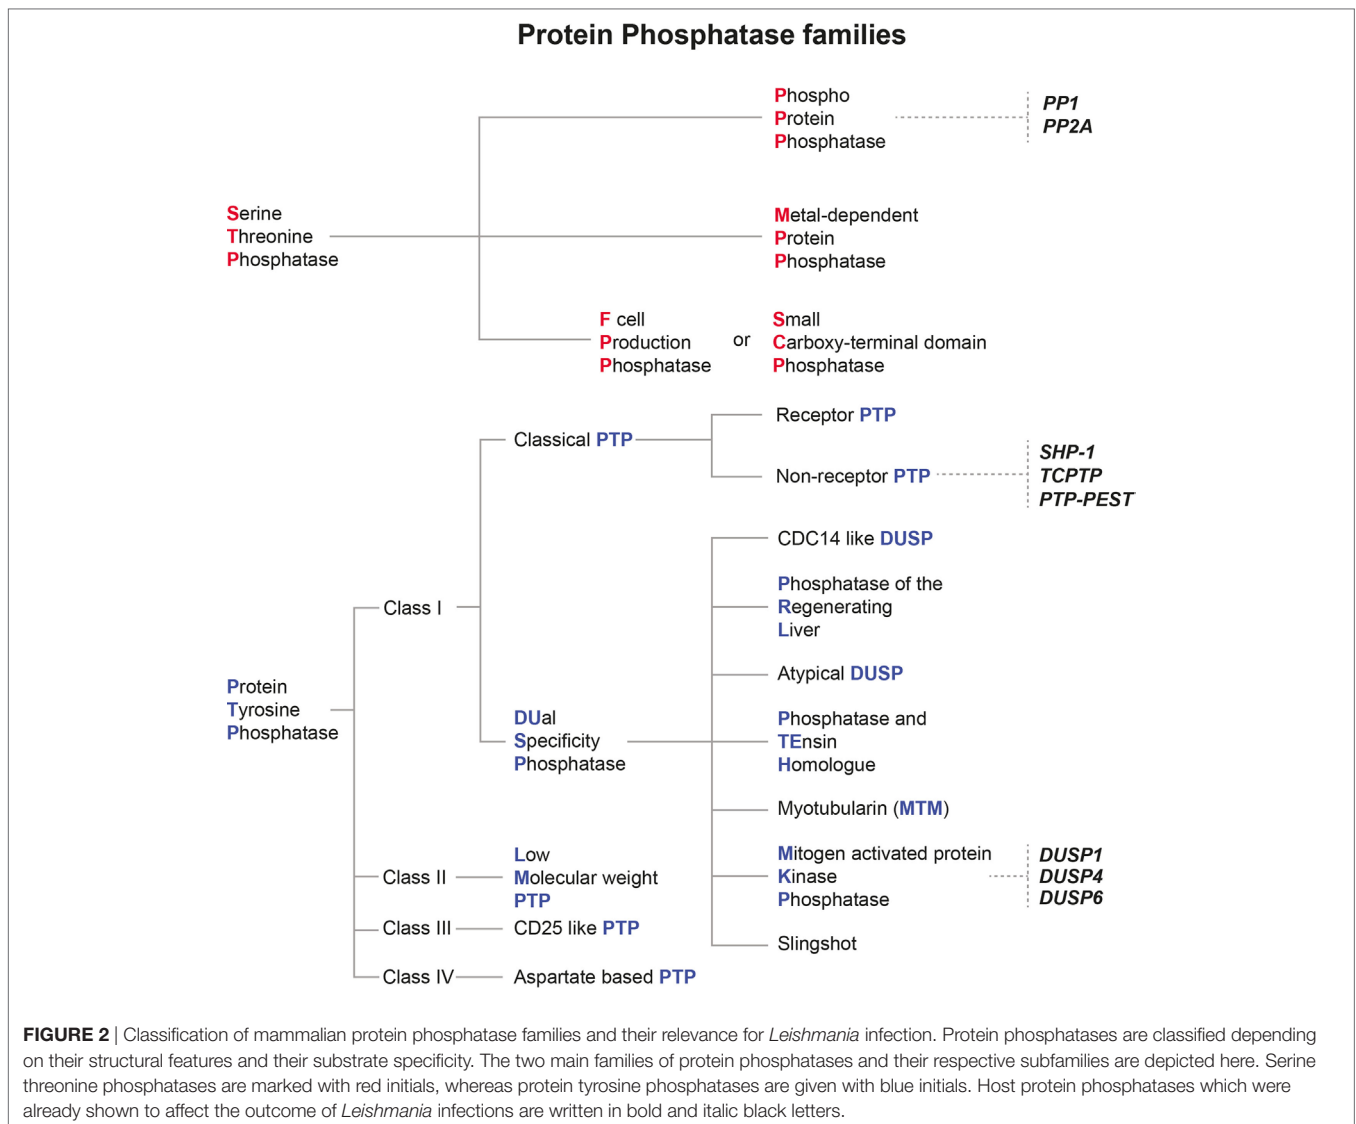 Protein Phosphatase families
Phospho
Protein
Phosphatase
PP1
PP2A
Serine
Threonine
Phosphatase
Metal-dependent
Protein
Phosphatase
F cell
Production
Phosphatase
or
Small
Carboxy-terminal domain
Phosphatase
Receptor PTP
Classical PTP
Non-receptor PTP
SHP-1
TCPTP
PTP-PEST
CDC14 like DUSP
Phosphatase of the
Regenerating
Liver
Class I
Atypical DUSP
Protein
Tyrosine
Phosphatase
DUal
Specificity
Phosphatase
Phosphatase and
TEnsin
Homologue
Myotubularin (MTM)
Class II
Low
Molecular weight
PTP
Mitogen activated protein
Kinase
Phosphatase
DUSP1
DUSP4
DUSP6
Class III
CD25 like PTP
Slingshot
Class IV
Aspartate based PTP
FIGURE 2 | Classification of mammalian protein phosphatase families and their relevance for Leishmania infection. Protein phosphatases are classified depending
on their structural features and their substrate specificity. The two main families of protein phosphatases and their respective subfamilies are depicted here. Serine
threonine phosphatases are marked with red initials, whereas protein tyrosine phosphatases are given with blue initials. Host protein phosphatases which were
already shown to affect the outcome of Leishmania infections are written in bold and italic black letters.